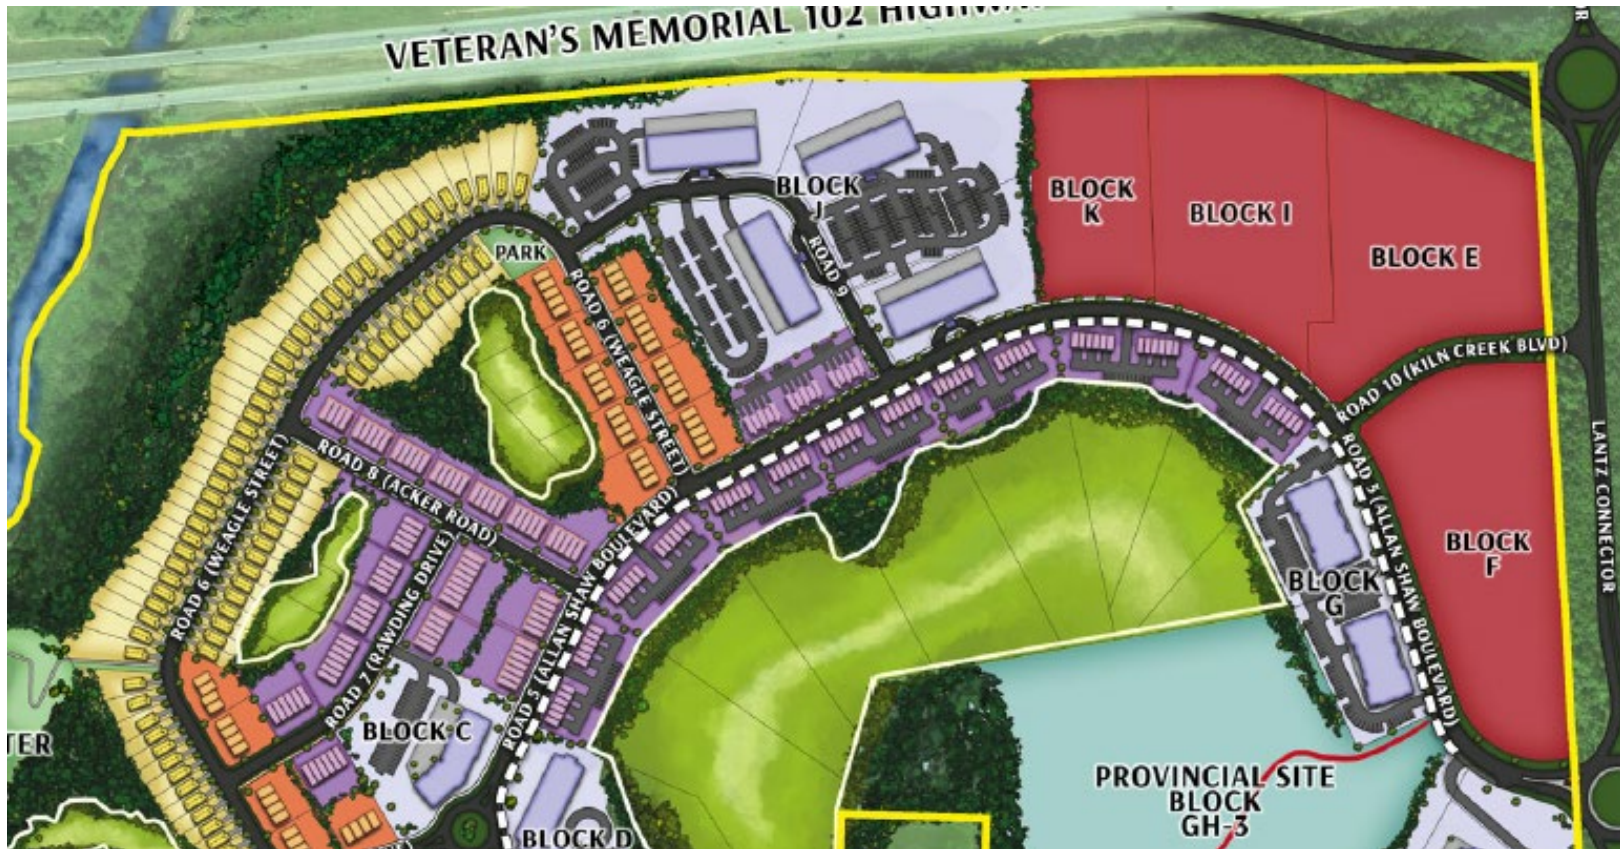 VETERAN'S MEMORIAL 102 HIGHWAY
BLOCK
J
BLOCK
K
BLOCK I
BLOCK E
PARK
ROAD 9
ROAD 6 (WEAGLE STREET)
ROAD 10 (KILN CREEK BLVD)
LANTZ CONNECTOR
ROAD 6 (WEAGLE STREET)
ROAD 8 (ACKER ROAD)
ROAD 5 (ALLAN SHAW BOULEVARD)
ROAD 7 (RAWDING DRIVE)
ROAD 5 (ALLAN SHAW BOULEVARD)
BLOCK
F
BLOCK
G
BLOCK C
TER
PROVINCIAL SITE
BLOCK
GH-3
BLOCK D